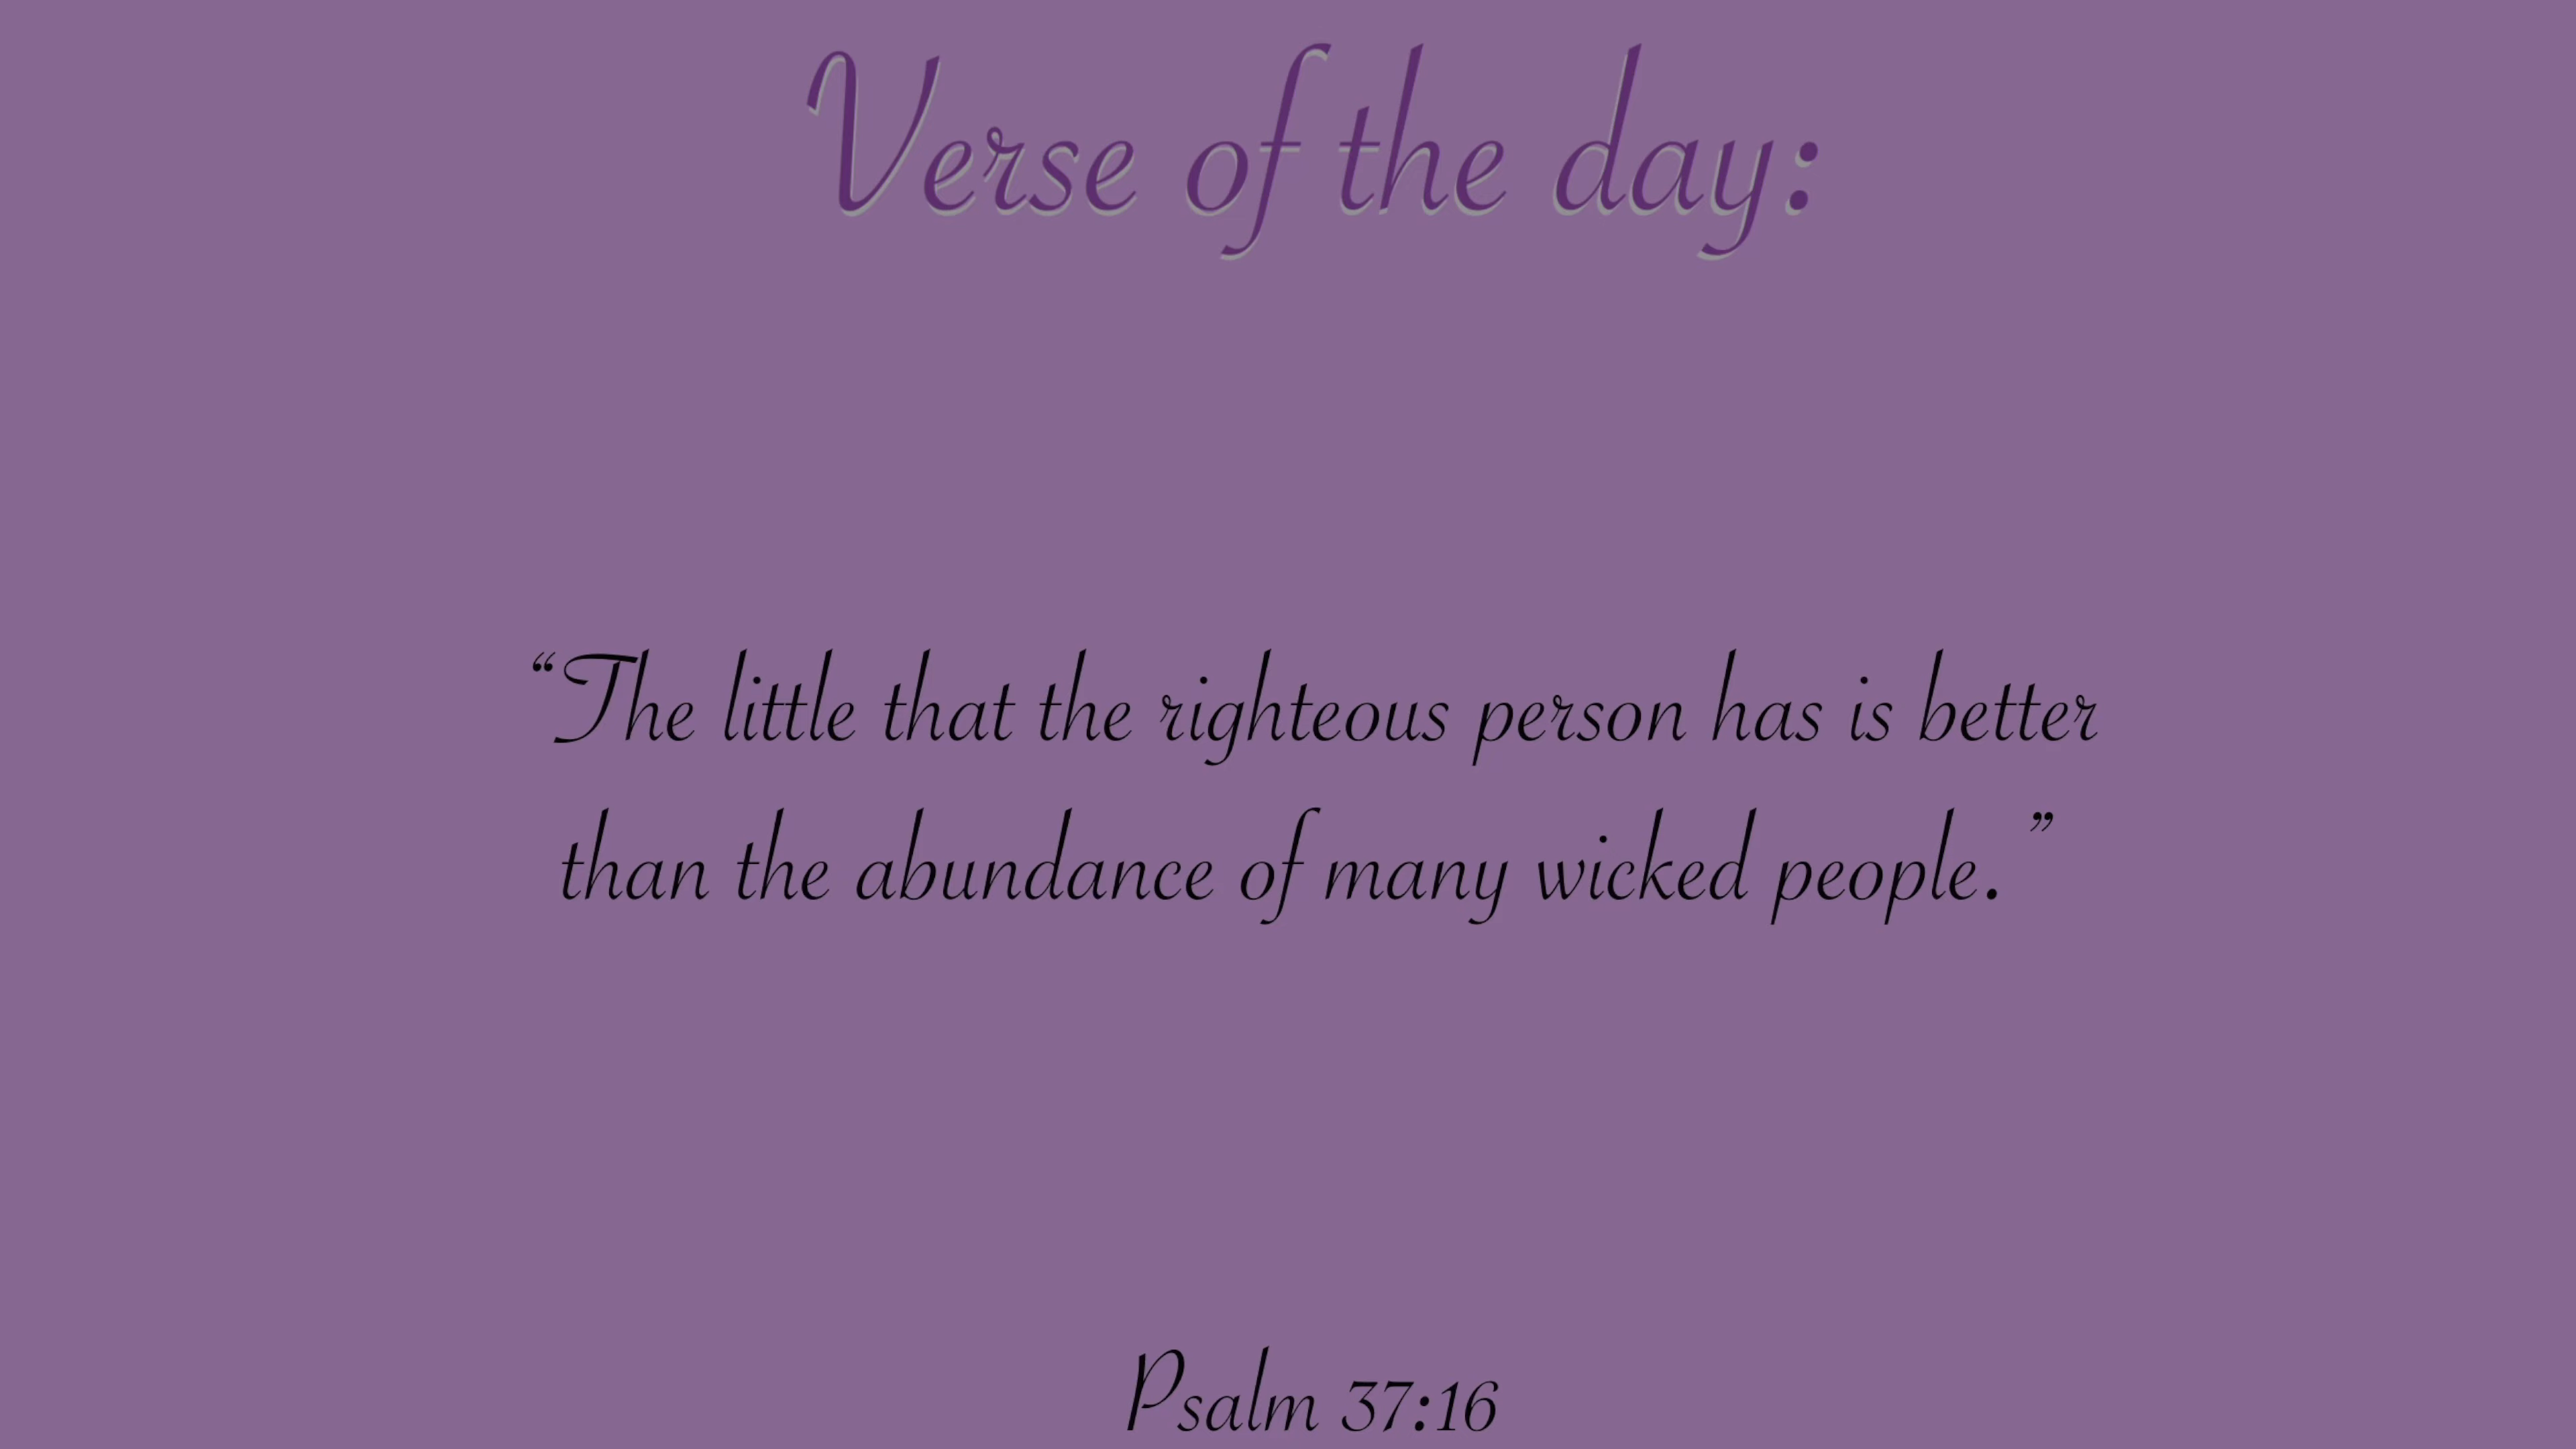 Verse of the day:
“The little that the righteous person has is better
than the abundance of many wicked people.”
Psalm 37:16